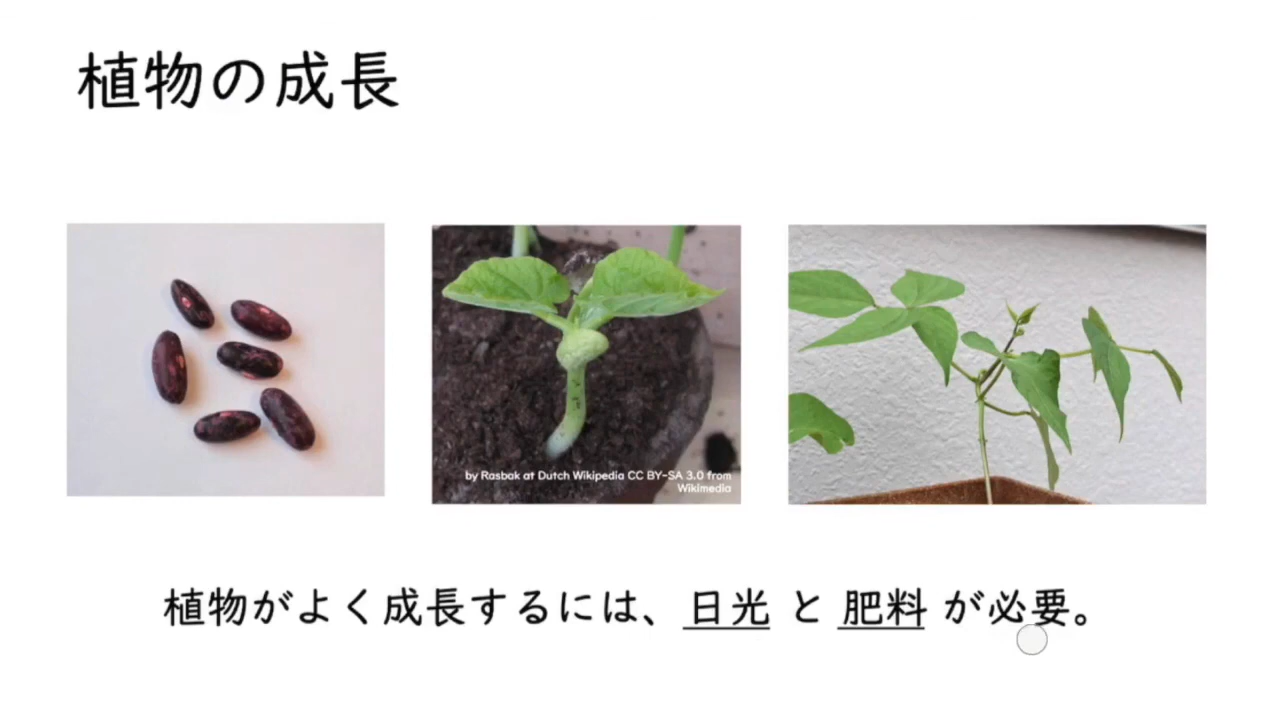 植物の成長
by Rasbak at Dutch Wikipedia CC BY-SA 3.0 from
Wikimedia
植物がよく成長するには、日光 と 肥料 が必要。